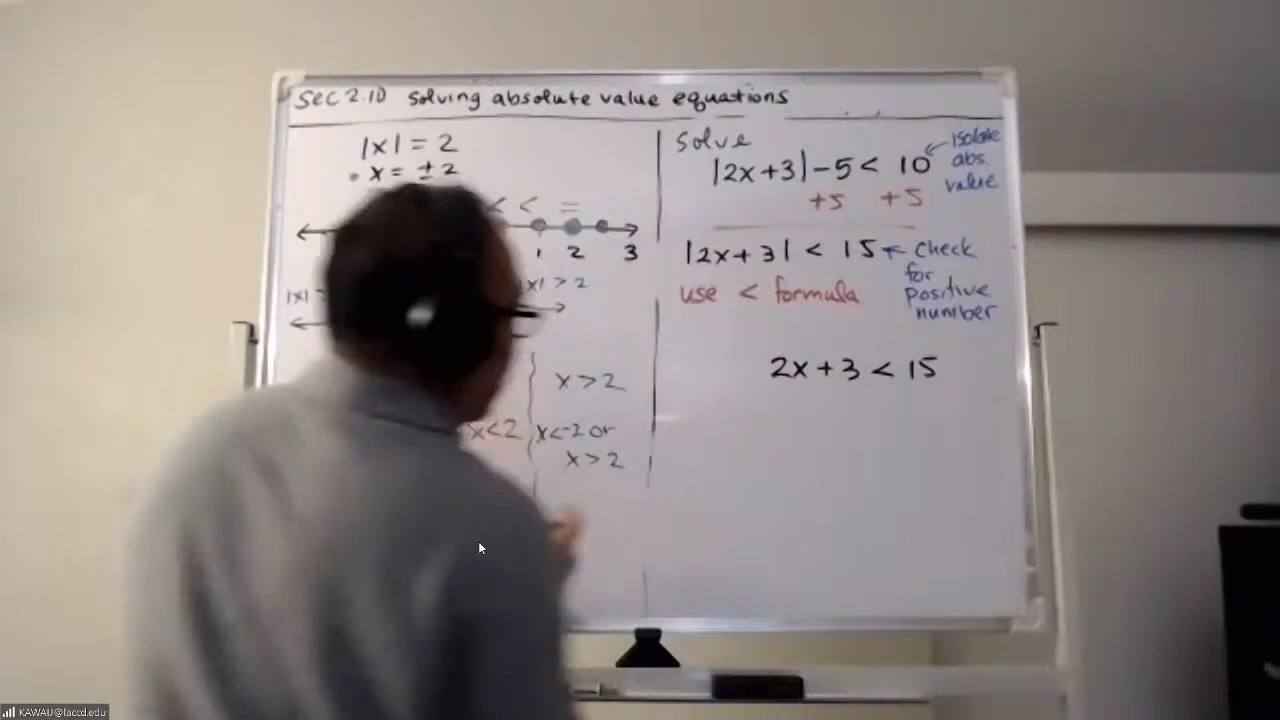 Sec 2.10 solving absolute value equations
|x| = 2
x = ± 2
< < =
1 2 3
|x|
x| > 2
x > 2
x<2
x<-2 or
x > 2
Solve
|2x+3| - 5 < 10
+5 +5
isolate
abs.
value
|2x+3| < 15
check
for
positive
number
use < formula
2x+3 < 15
KAWAIJ@laccd.edu